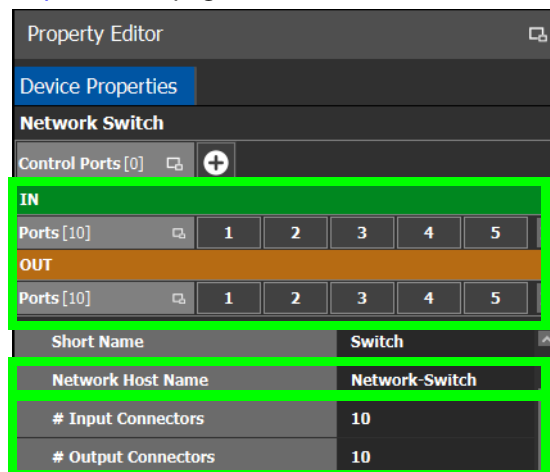 Property Editor
Device Properties
Network Switch
Control Ports [0]
IN
Ports [10] 1 2 3 4 5
OUT
Ports [10] 1 2 3 4 5
Short Name Switch
Network Host Name Network-Switch
# Input Connectors 10
# Output Connectors 10